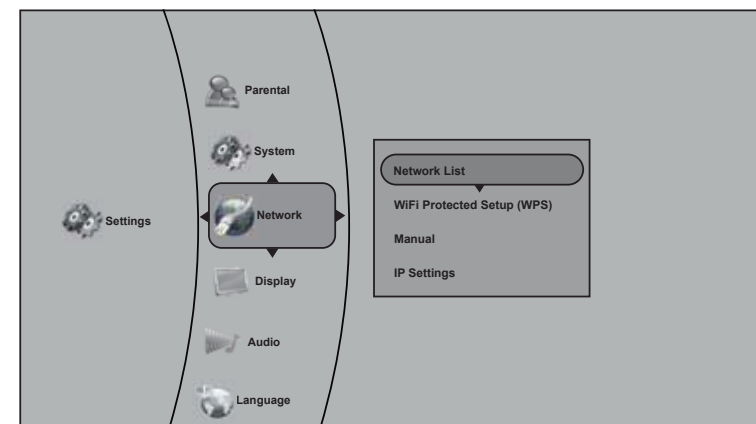 Settings
Parental
System
Network
Display
Audio
Language
Network List
WiFi Protected Setup (WPS)
Manual
IP Settings